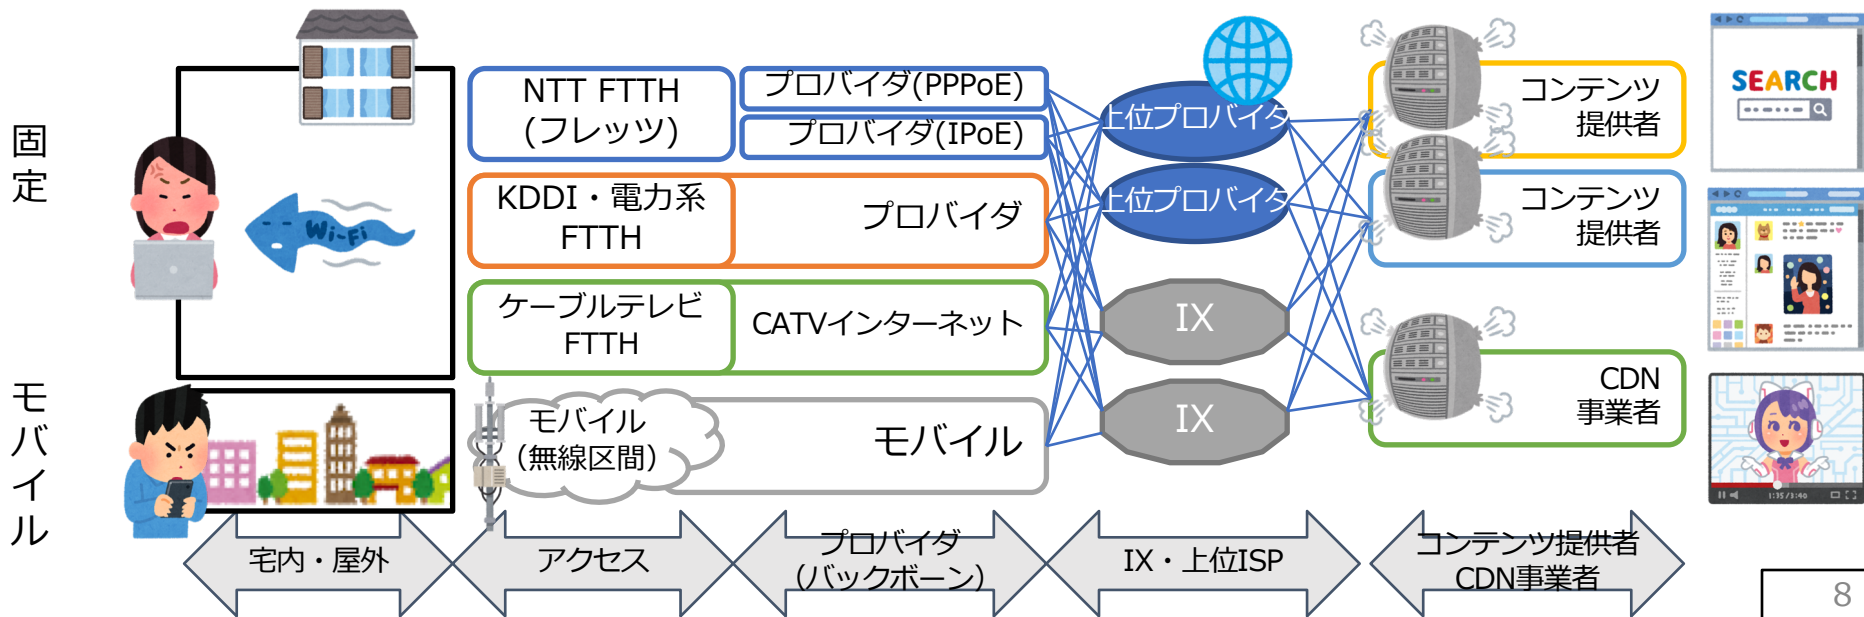 固定
モバイル
Wi-Fi
NTT FTTH
(フレッツ)
プロバイダ(PPPoE)
プロバイダ(IPoE)
KDDI・電力系
FTTH
プロバイダ
ケーブルテレビ
FTTH
CATVインターネット
モバイル
（無線区間）
モバイル
上位プロバイダ
上位プロバイダ
IX
IX
コンテンツ
提供者
コンテンツ
提供者
CDN
事業者
SEARCH
1:35/3:40
宅内・屋外
アクセス
プロバイダ
（バックボーン）
IX・上位ISP
コンテンツ提供者
CDN事業者
8